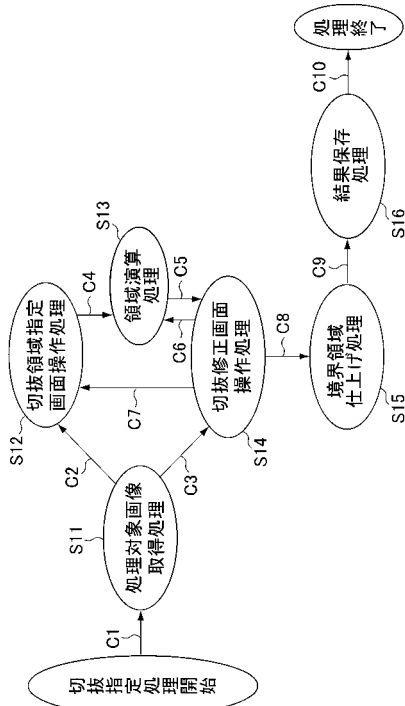 切抜指定処理開始
C1
S11
処理対象画像
取得処理
C2
C3
S12
切抜領域指定
画面操作処理
C4
S13
領域演算
処理
C5
C6
C7
切抜修正画面
操作処理
S14
C8
境界領域
仕上げ処理
S15
C9
結果保存
処理
S16
C10
処理
終了